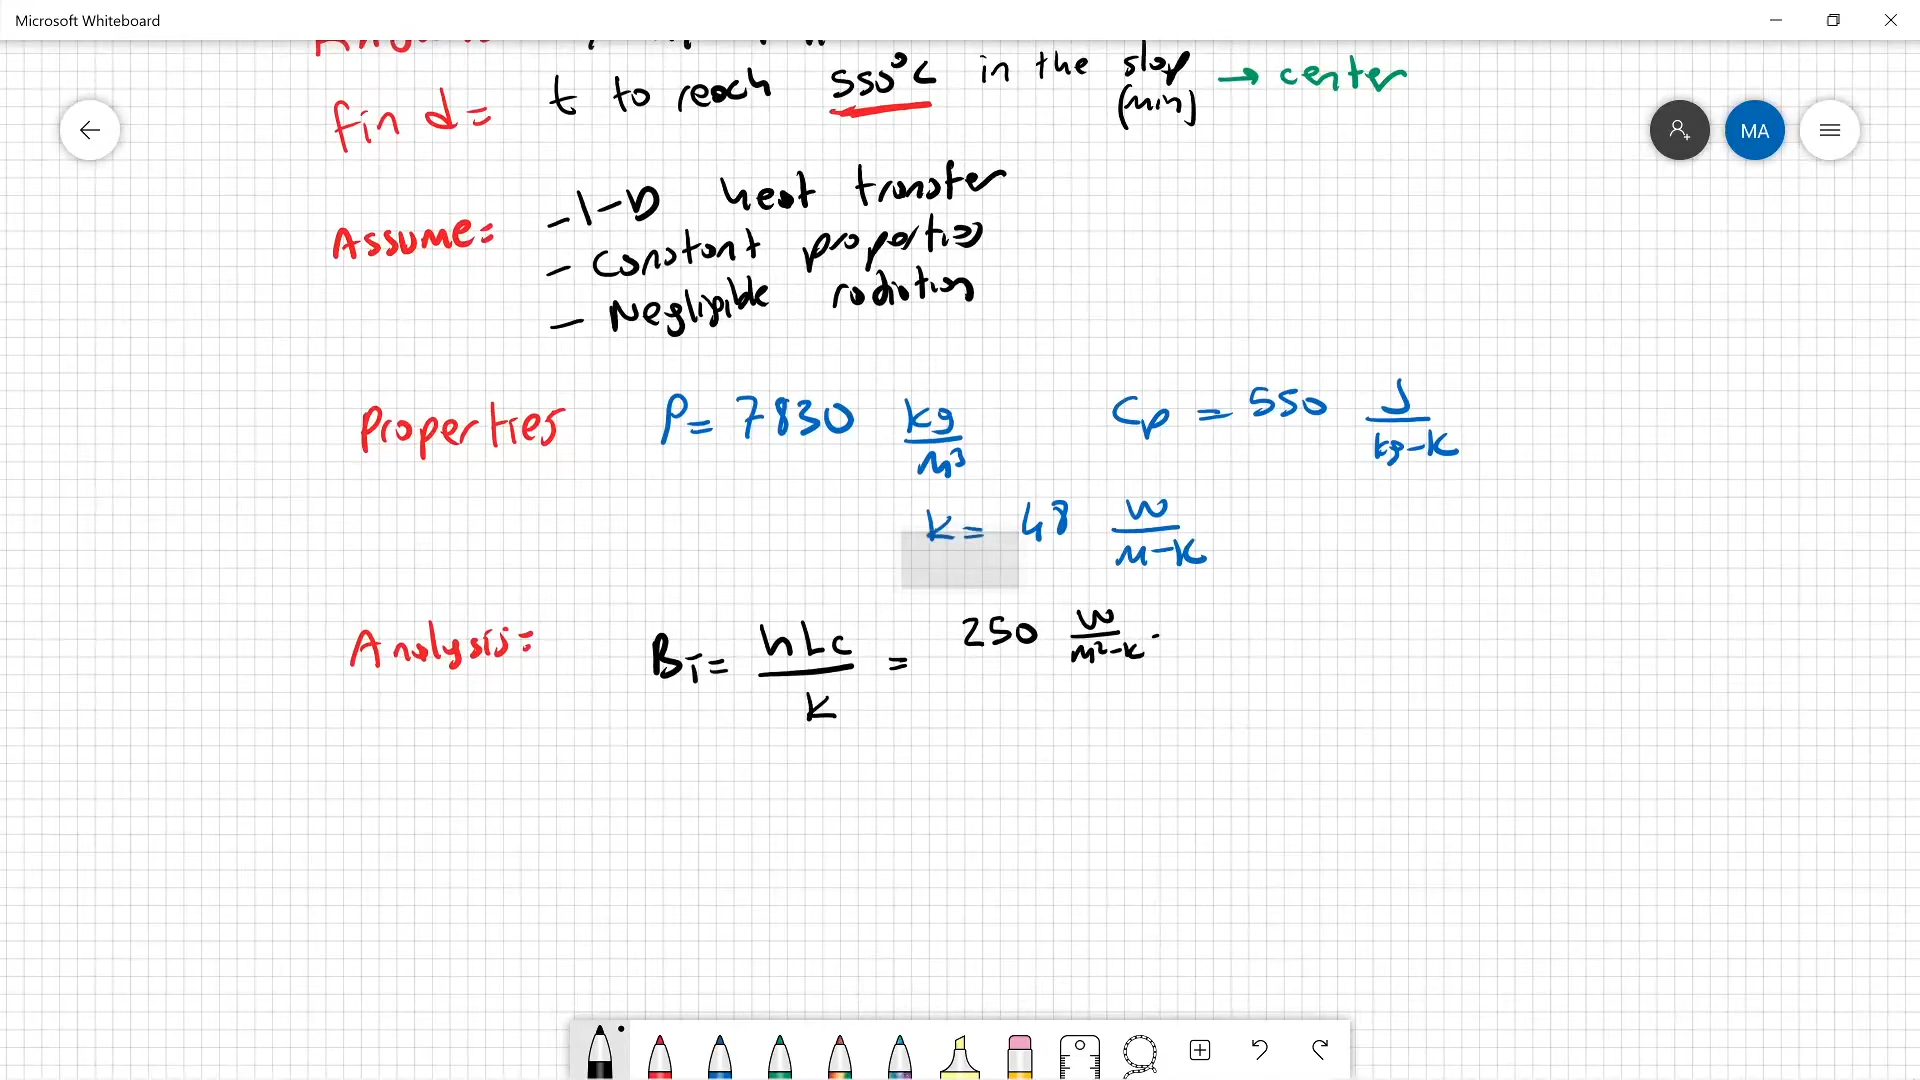 Microsoft Whiteboard
t to reach 550°C in the slap → center
(min)
find=
MA
Assume= -1-D heat transfer
- Constant properties
- Negligible radiation
Properties ρ= 7830 kg/m³ Cp = 550 J/kg-K
k= 48 W/m-K
Analysis= Bi= hLc/k = 250 W/m²-K ·